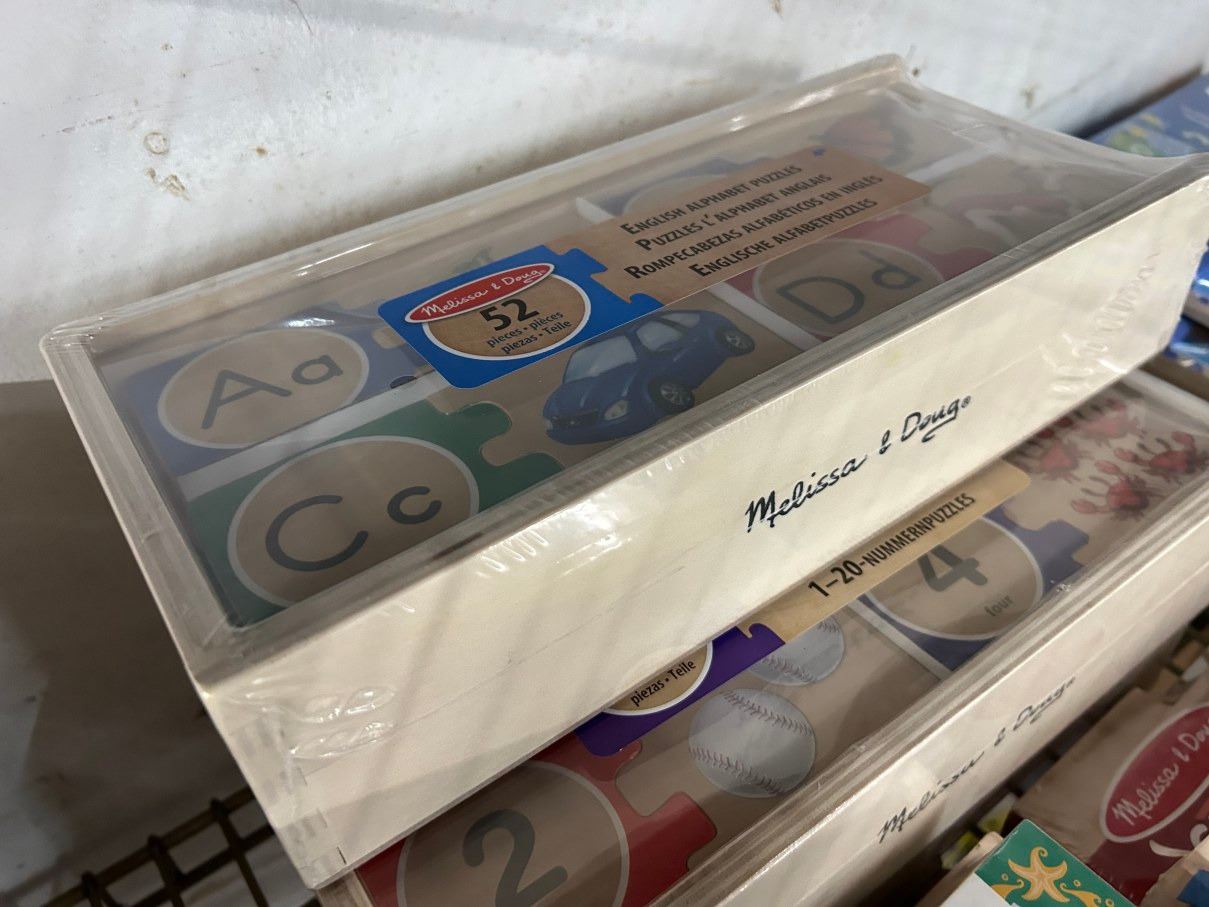 ENGLISH ALPHABET PUZZLES
PUZZLES L'ALPHABET ANGLAIS
ROMPECABEZAS ALFABÉTICOS EN INGLÉS
ENGLISCHE ALFABETPUZZLES
Melissa & Doug
52
pieces • pièces
piezas • Teile
Aa
Dd
Cc
Melissa & Doug®
1–20-NUMMERNPUZZLES
4
four
piezas • Teile
2
Melissa & Doug®
Melissa & Dou